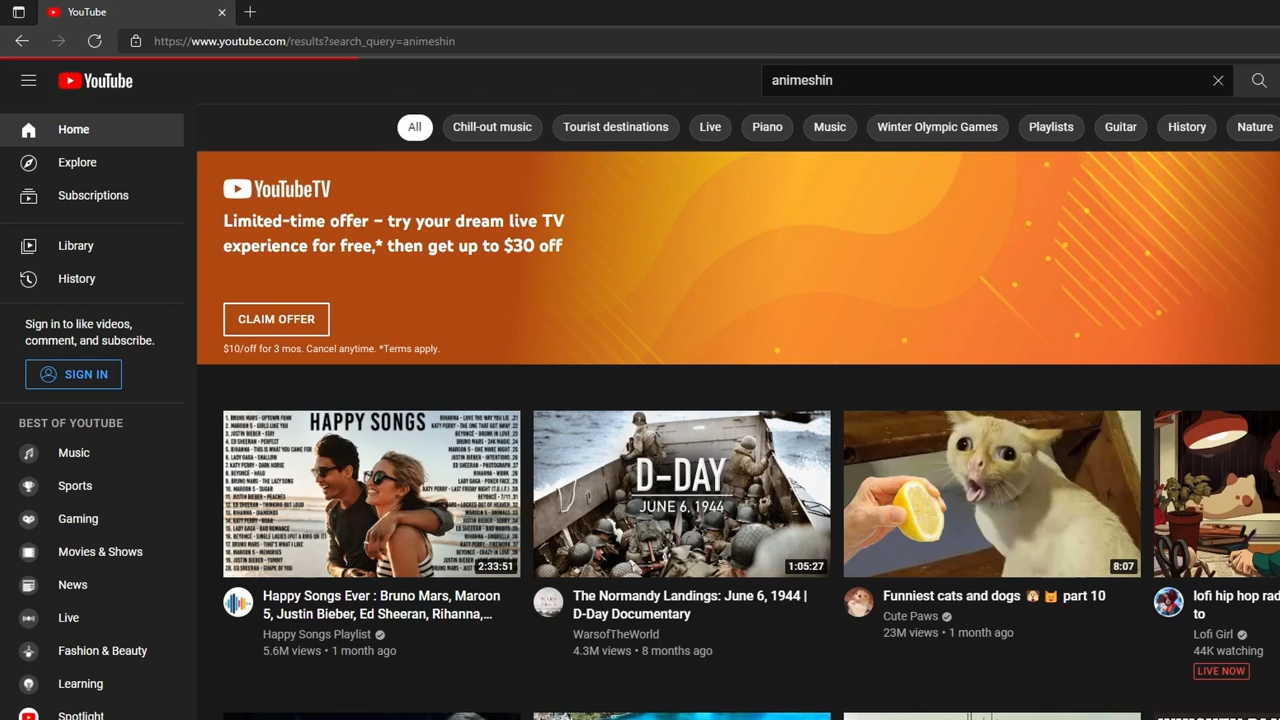 YouTube
https://www.youtube.com/results?search_query=animeshin
YouTube
animeshin
Home
Explore
Subscriptions
Library
History
Sign in to like videos,
comment, and subscribe.
SIGN IN
BEST OF YOUTUBE
Music
Sports
Gaming
Movies & Shows
News
Live
Fashion & Beauty
Learning
Spotlight
All
Chill-out music
Tourist destinations
Live
Piano
Music
Winter Olympic Games
Playlists
Guitar
History
Nature
YouTubeTV
Limited-time offer – try your dream live TV
experience for free,* then get up to $30 off
CLAIM OFFER
$10/off for 3 mos. Cancel anytime. *Terms apply.
HAPPY SONGS
2:33:51
Happy Songs Ever : Bruno Mars, Maroon
5, Justin Bieber, Ed Sheeran, Rihanna,...
Happy Songs Playlist
5.6M views • 1 month ago
D-DAY
JUNE 6, 1944
1:05:27
The Normandy Landings: June 6, 1944 |
D-Day Documentary
WarsofTheWorld
4.3M views • 8 months ago
8:07
Funniest cats and dogs 🙀😼 part 10
Cute Paws
23M views • 1 month ago
lofi hip hop rad
to
Lofi Girl
44K watching
LIVE NOW